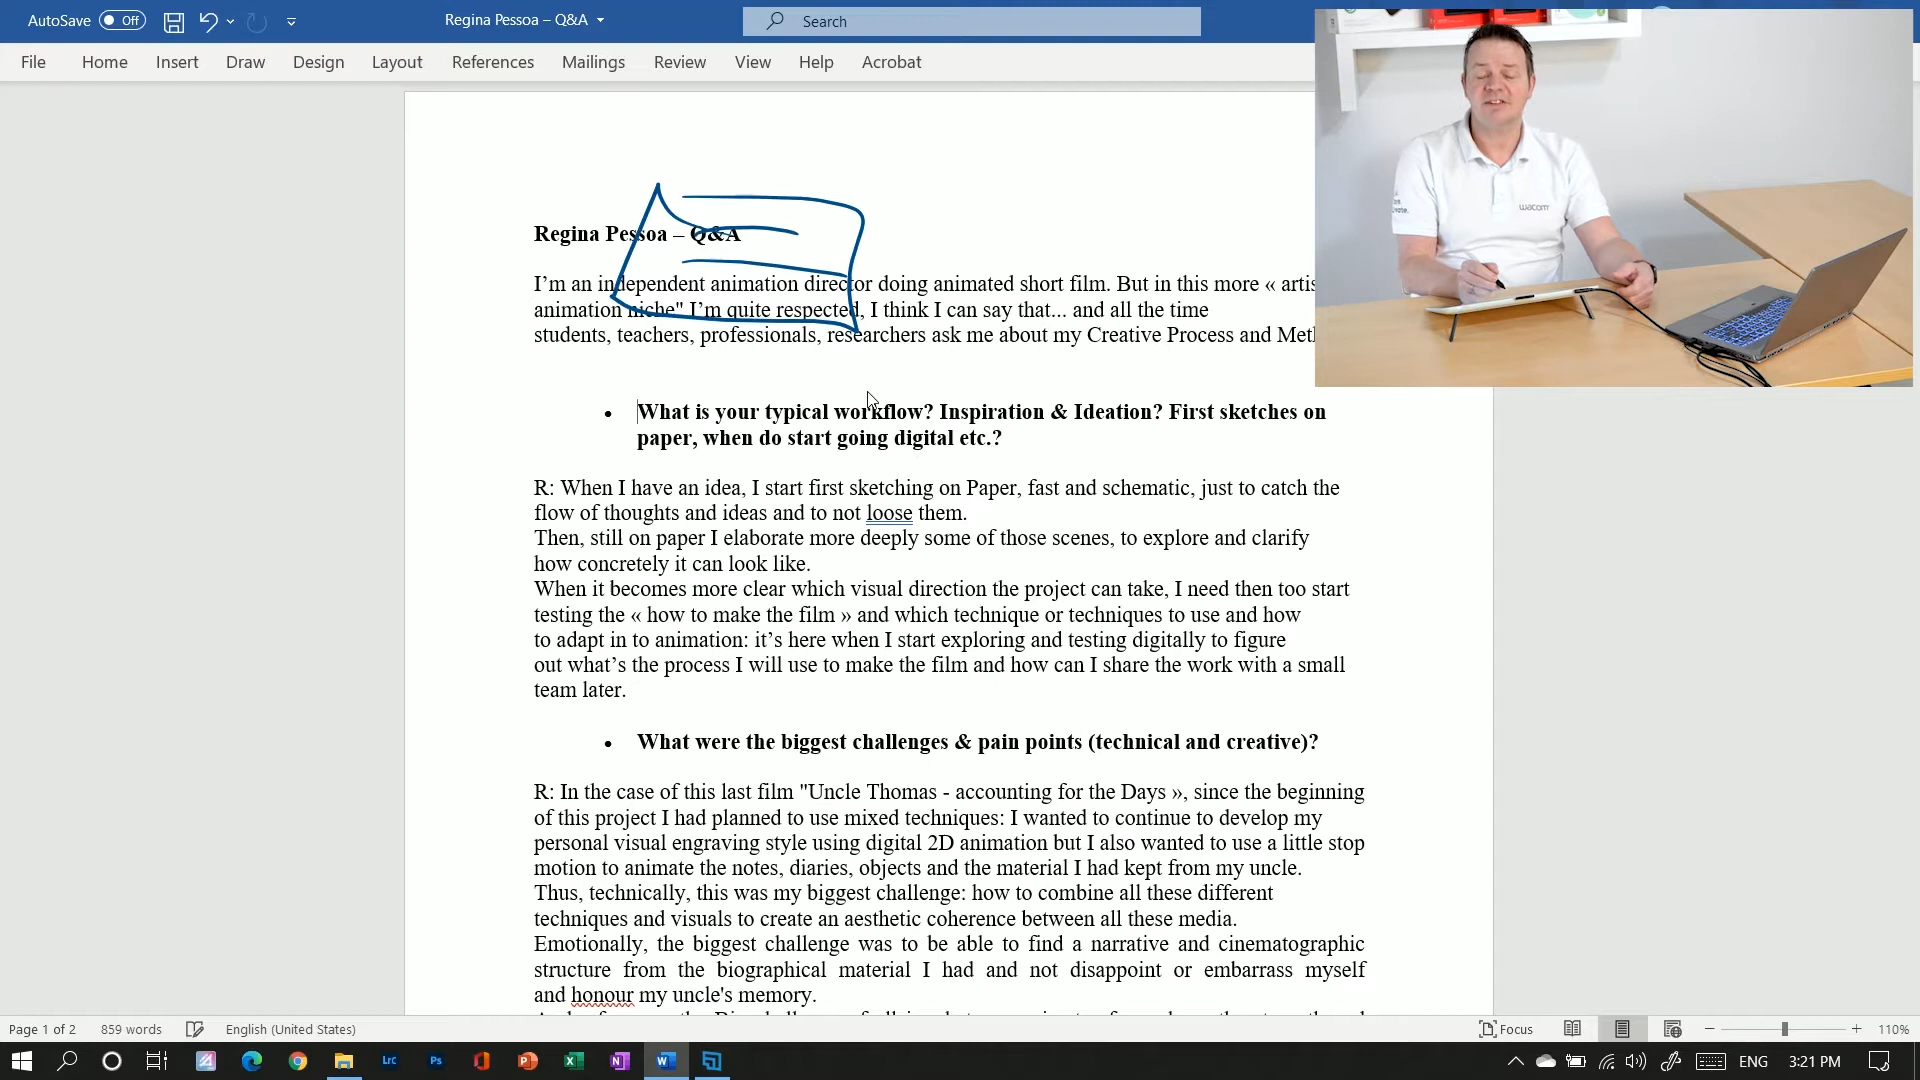 AutoSave Off Regina Pessoa – Q&A Search
File Home Insert Draw Design Layout References Mailings Review View Help Acrobat
wacom
Regina Pessoa – Q&A
I’m an independent animation director doing animated short film. But in this more « artis
animation niche" I’m quite respected, I think I can say that... and all the time
students, teachers, professionals, researchers ask me about my Creative Process and Meth
• What is your typical workflow? Inspiration & Ideation? First sketches on
paper, when do start going digital etc.?
R: When I have an idea, I start first sketching on Paper, fast and schematic, just to catch the
flow of thoughts and ideas and to not loose them.
Then, still on paper I elaborate more deeply some of those scenes, to explore and clarify
how concretely it can look like.
When it becomes more clear which visual direction the project can take, I need then too start
testing the « how to make the film » and which technique or techniques to use and how
to adapt in to animation: it’s here when I start exploring and testing digitally to figure
out what’s the process I will use to make the film and how can I share the work with a small
team later.
• What were the biggest challenges & pain points (technical and creative)?
R: In the case of this last film "Uncle Thomas - accounting for the Days », since the beginning
of this project I had planned to use mixed techniques: I wanted to continue to develop my
personal visual engraving style using digital 2D animation but I also wanted to use a little stop
motion to animate the notes, diaries, objects and the material I had kept from my uncle.
Thus, technically, this was my biggest challenge: how to combine all these different
techniques and visuals to create an aesthetic coherence between all these media.
Emotionally, the biggest challenge was to be able to find a narrative and cinematographic
structure from the biographical material I had and not disappoint or embarrass myself
and honour my uncle's memory.
Page 1 of 2 859 words English (United States) Focus 110%
Lrc Ps P X N W ENG 3:21 PM